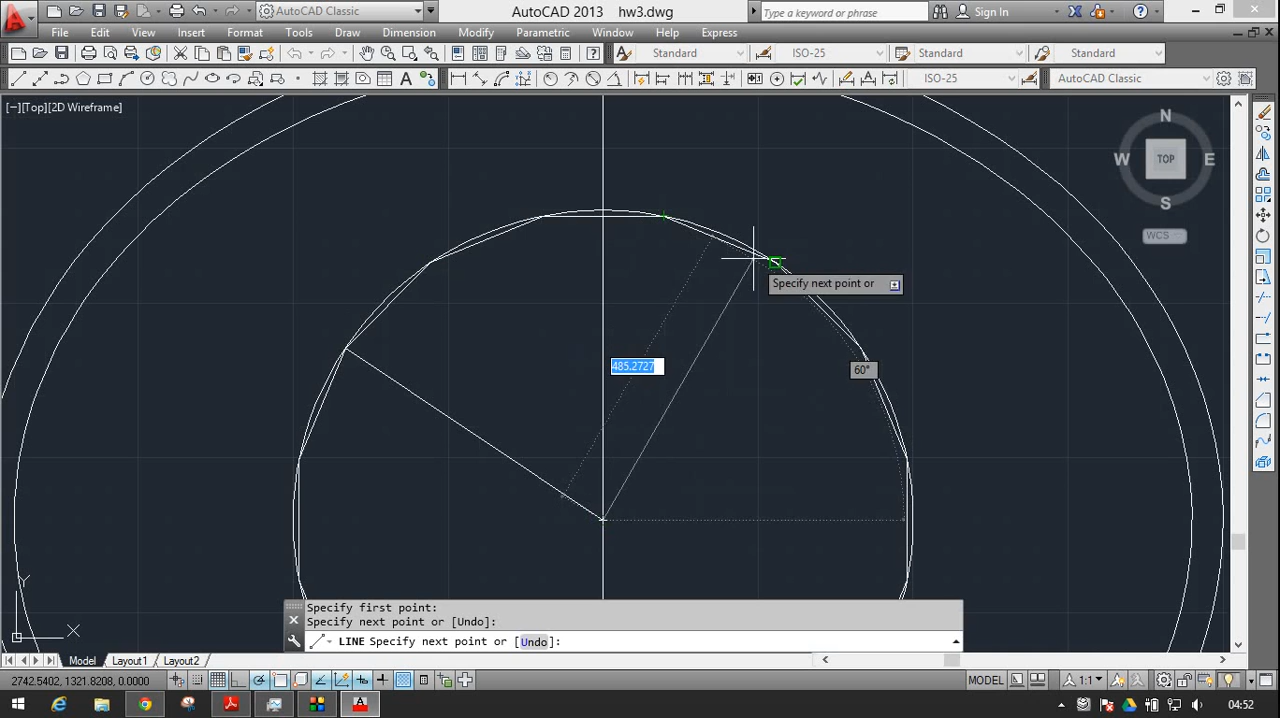 AutoCAD Classic
AutoCAD 2013 hw3.dwg
Type a keyword or phrase
Sign In
File Edit View Insert Format Tools Draw Dimension Modify Parametric Window Help Express
Standard ISO-25 Standard Standard
ISO-25 AutoCAD Classic
[−][Top][2D Wireframe]
N
W TOP E
S
WCS
Specify next point or
485.2727
60°
Y
X
Specify first point:
Specify next point or [Undo]:
LINE Specify next point or [Undo]:
Model Layout1 Layout2
2742.5402, 1321.8208, 0.0000
MODEL 1:1
04:52